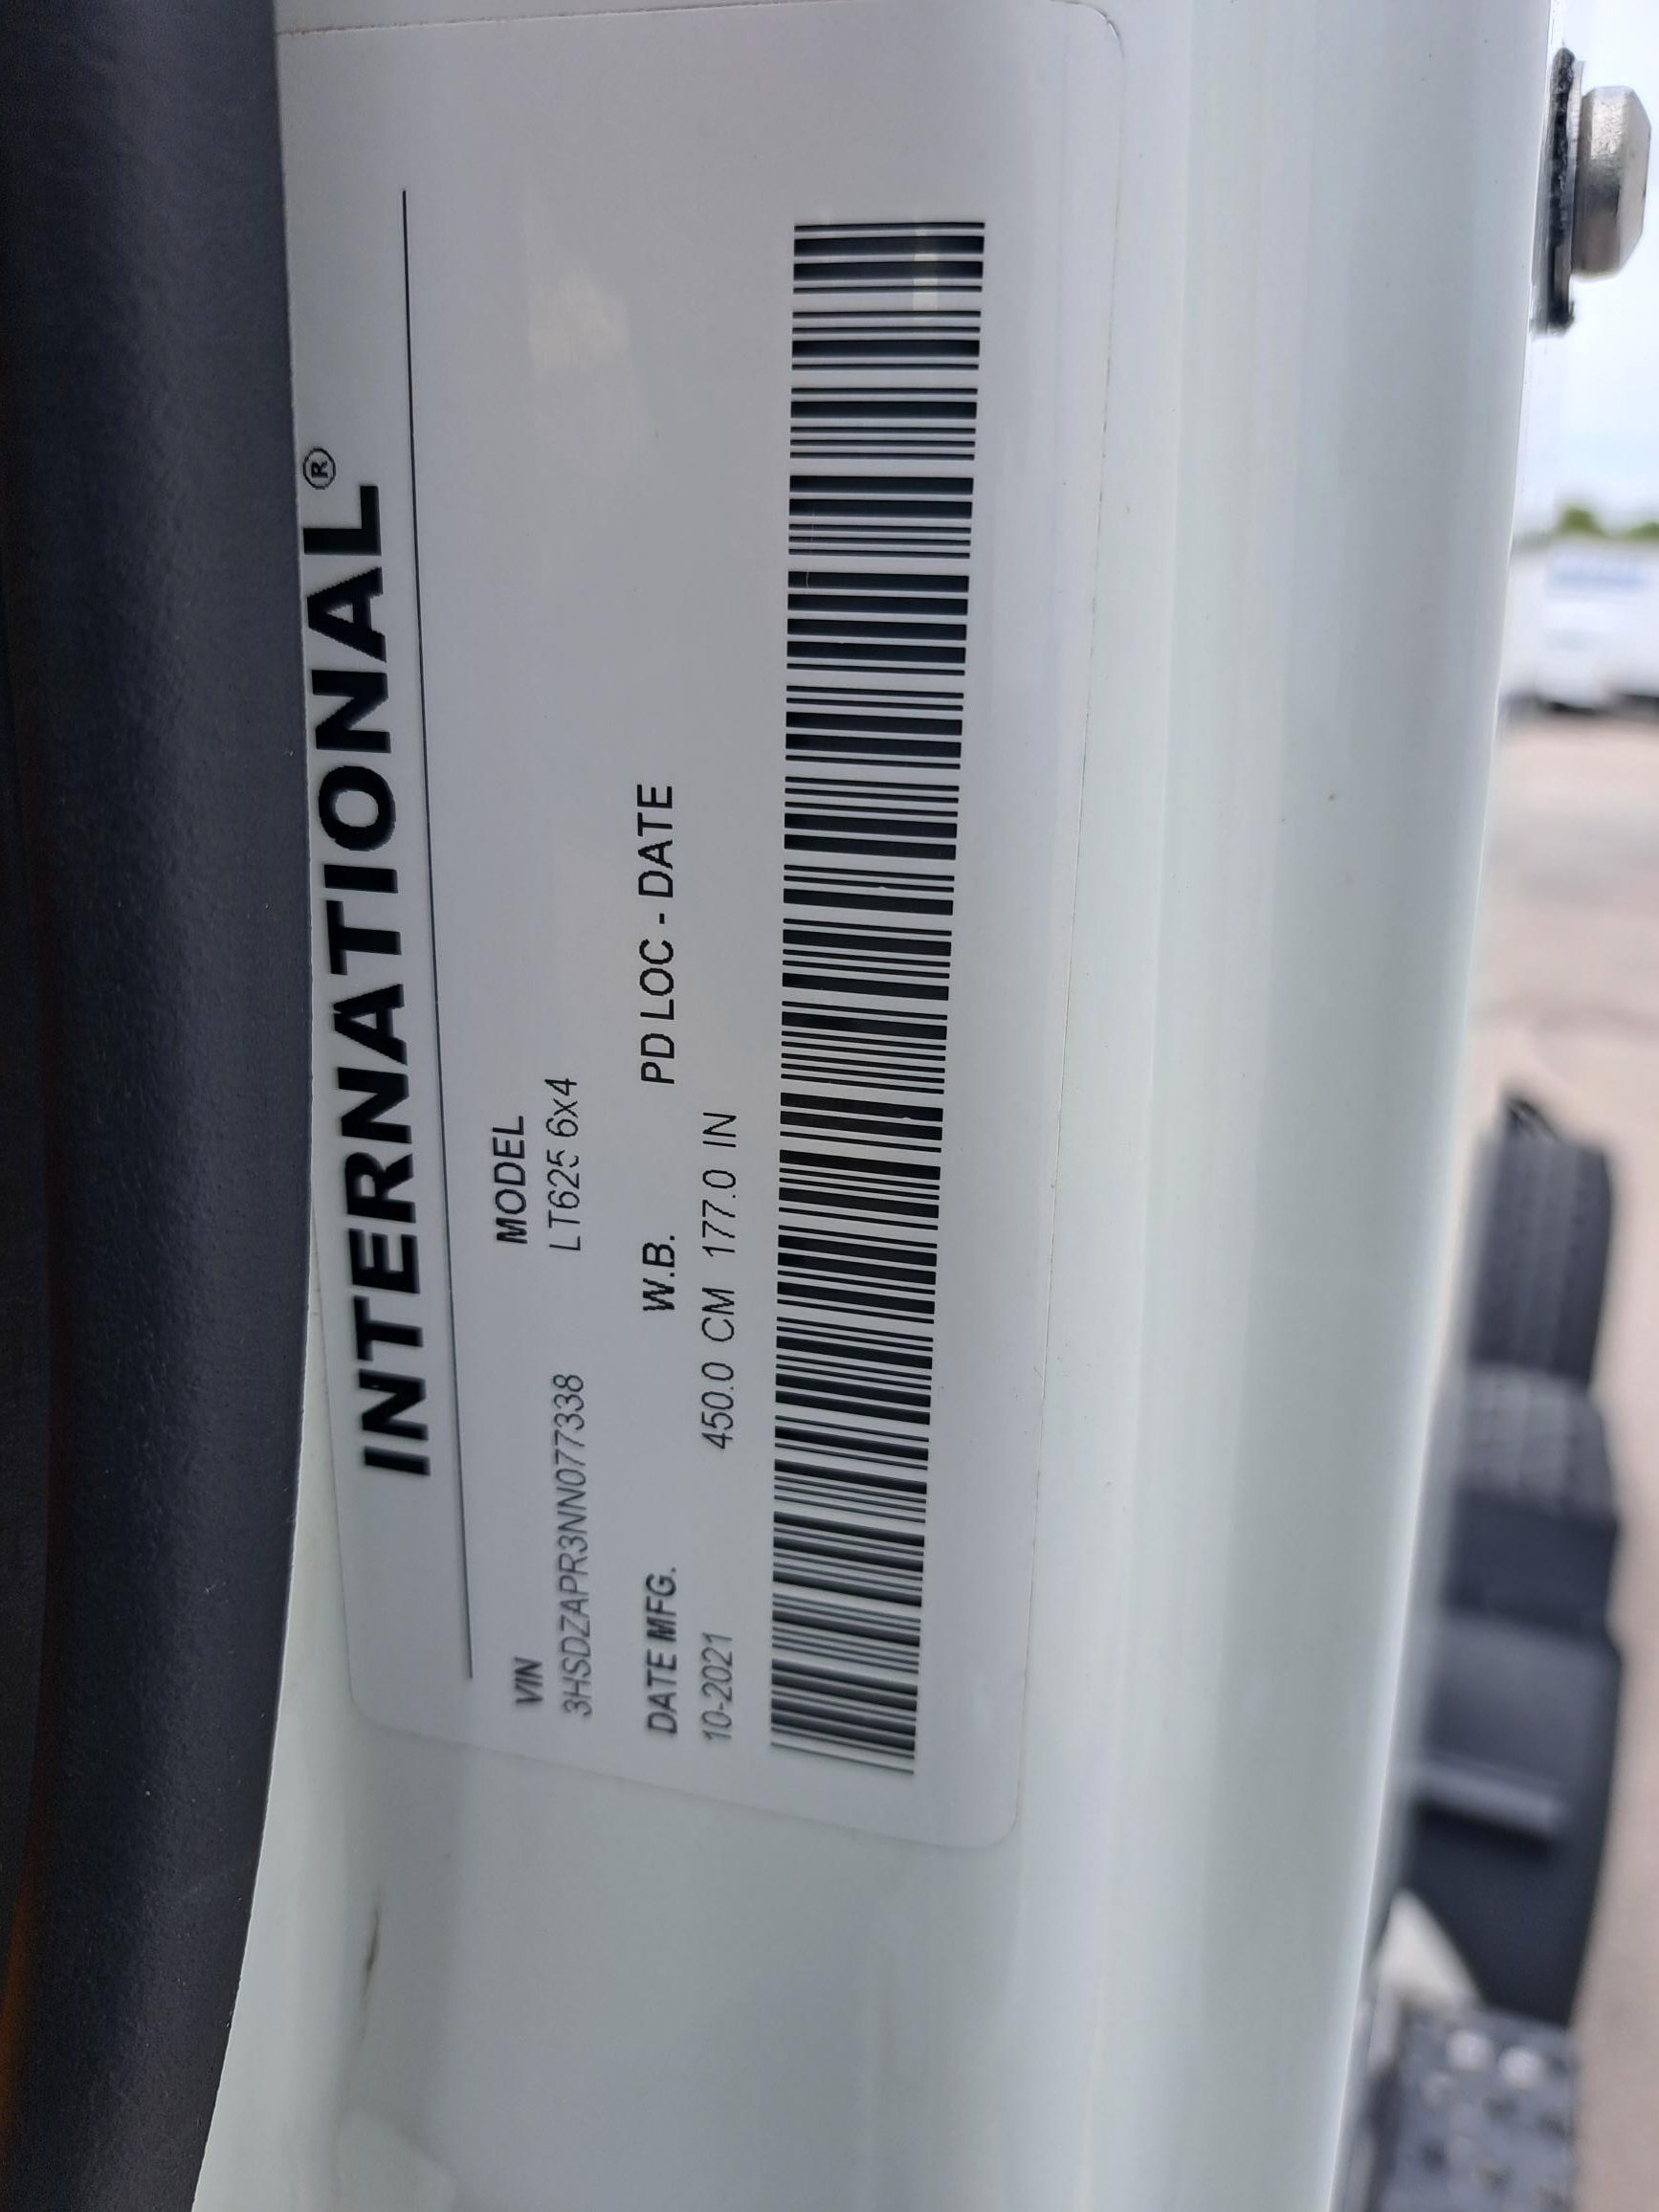 INTERNATIONAL®
VIN MODEL
3HSDZAPR3NN077338 LT625 6x4
DATE MFG. W.B. PD LOC - DATE
10-2021 450.0 CM 177.0 IN